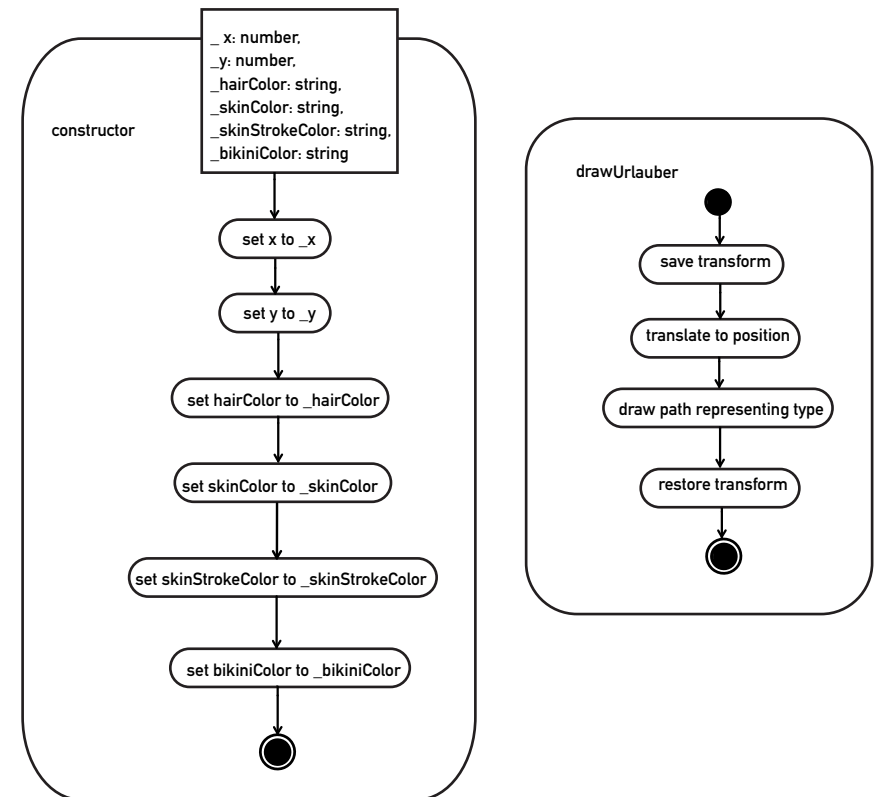 _ x: number,
_y: number,
_hairColor: string,
_skinColor: string,
_skinStrokeColor: string,
_bikiniColor: string
constructor
set x to _x
set y to _y
set hairColor to _hairColor
set skinColor to _skinColor
set skinStrokeColor to _skinStrokeColor
set bikiniColor to _bikiniColor
drawUrlauber
save transform
translate to position
draw path representing type
restore transform